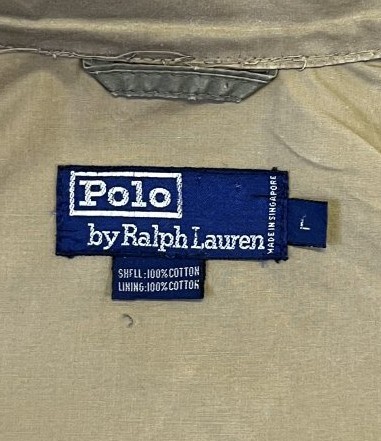 Polo
by Ralph Lauren
MADE IN SINGAPORE
L
SHELL:100%COTTON
LINING:100%COTTON